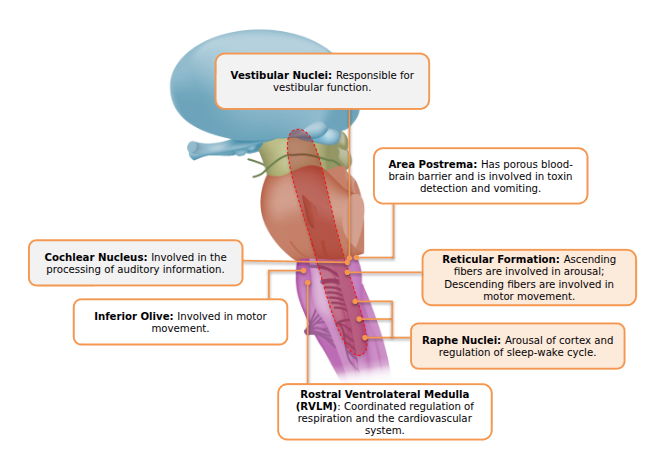 Vestibular Nuclei: Responsible for
vestibular function.
Area Postrema: Has porous blood-
brain barrier and is involved in toxin
detection and vomiting.
Cochlear Nucleus: Involved in the
processing of auditory information.
Reticular Formation: Ascending
fibers are involved in arousal;
Descending fibers are involved in
motor movement.
Inferior Olive: Involved in motor
movement.
Raphe Nuclei: Arousal of cortex and
regulation of sleep-wake cycle.
Rostral Ventrolateral Medulla
(RVLM): Coordinated regulation of
respiration and the cardiovascular
system.